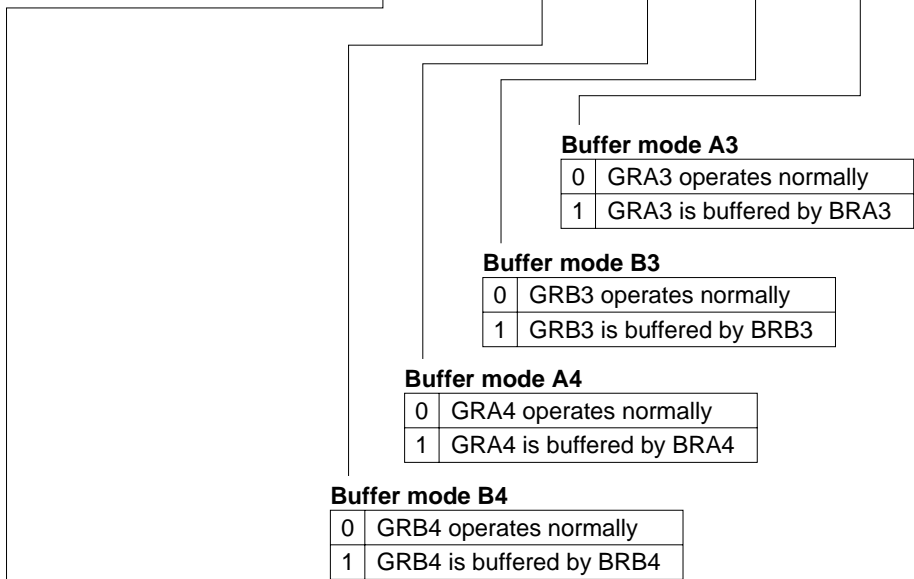 Buffer mode A3
0 GRA3 operates normally
1 GRA3 is buffered by BRA3
Buffer mode B3
0 GRB3 operates normally
1 GRB3 is buffered by BRB3
Buffer mode A4
0 GRA4 operates normally
1 GRA4 is buffered by BRA4
Buffer mode B4
0 GRB4 operates normally
1 GRB4 is buffered by BRB4